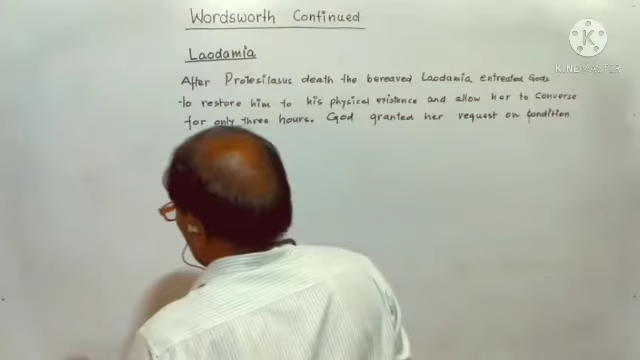 Wordsworth Continued
Laodamia
After Protesilasus death the bereaved Laodamia entreated Gods
to restore him to his physical existence and allow her to converse
for only three hours. God granted her request on condition
K
KINEMASTER